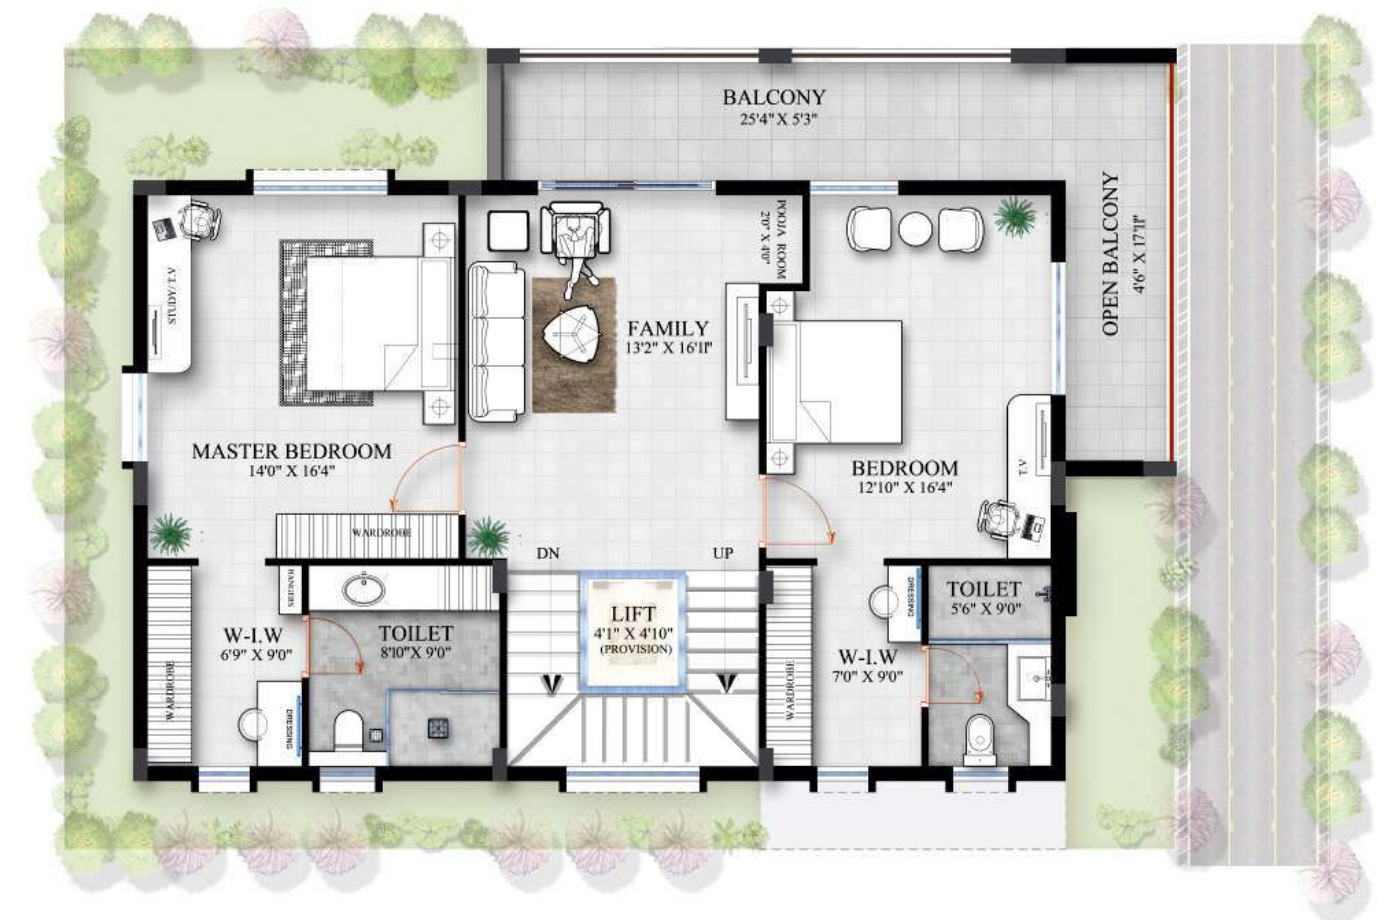 BALCONY
25'4" X 5'3"
OPEN BALCONY
4'6" X 17'11"
POOJA ROOM
2'0" X 4'0"
STUDY/ T.V
FAMILY
13'2" X 16'11"
MASTER BEDROOM
14'0" X 16'4"
BEDROOM
12'10" X 16'4"
T.V
WARDROBE
DN
UP
HANGERS
LIFT
4'1" X 4'10"
(PROVISION)
DRESSING
TOILET
5'6" X 9'0"
W-I.W
6'9" X 9'0"
TOILET
8'10" X 9'0"
W-I.W
7'0" X 9'0"
WARDROBE
WARDROBE
DRESSING